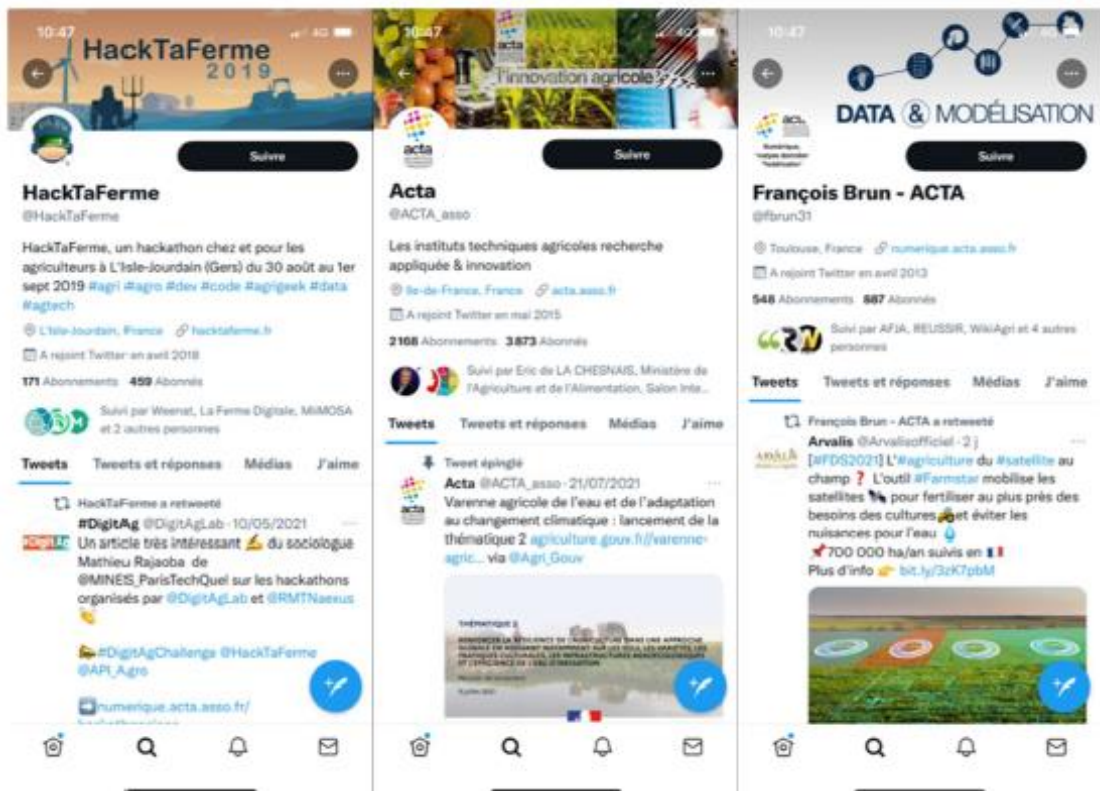 10:47
4G
HackTaFerme
2019
Suivre
HackTaFerme
@HackTaFerme
HackTaFerme, un hackathon chez et pour les
agriculteurs à L'Isle-Jourdain (Gers) du 30 août au 1er
sept 2019 #agri #agro #dev #code #agrigeek #data
#agtech
L'Isle-Jourdain, France hacktaferme.fr
A rejoint Twitter en avril 2018
171 Abonnements 459 Abonnés
Suivi par Weenat, La Ferme Digitale, MiiMOSA
et 2 autres personnes
Tweets Tweets et réponses Médias J'aime
HackTaFerme a retweeté
#DigitAg @DigitAgLab · 10/05/2021
Un article très intéressant ✍ du sociologue
Mathieu Rajaoba de
@MINES_ParisTechQuel sur les hackathons
organisés par @DigitAgLab et @RMTNaexus
#DigitAgChallenge @HackTaFerme
@API_Agro
numerique.acta.asso.fr/
10:47
4G
acta
l'innovation agricole
acta
Suivre
Acta
@ACTA_asso
Les instituts techniques agricoles recherche
appliquée & innovation
Ile-de-France, France acta.asso.fr
A rejoint Twitter en mai 2015
2168 Abonnements 3 873 Abonnés
Suivi par Eric de LA CHESNAIS, Ministère de
l'Agriculture et de l'Alimentation, Salon Inte...
Tweets Tweets et réponses Médias J'aime
Tweet épinglé
Acta @ACTA_asso · 21/07/2021
acta
Varenne agricole de l'eau et de l'adaptation
au changement climatique : lancement de la
thématique 2 agriculture.gouv.fr//varenne-
agric... via @Agri_Gouv
THÉMATIQUE 2
10:47
4G
DATA & MODÉLISATION
Suivre
François Brun - ACTA
@fbrun31
Toulouse, France numerique.acta.asso.fr
A rejoint Twitter en avril 2013
548 Abonnements 887 Abonnés
Suivi par AFJA, REUSSIR, WikiAgri et 4 autres
personnes
Tweets Tweets et réponses Médias J'aime
François Brun - ACTA a retweeté
Arvalis @Arvalisofficiel · 2 j
[#FDS2021] L'#agriculture du #satellite au
champ ❓ L'outil #Farmstar mobilise les
satellites 🛰 pour fertiliser au plus près des
besoins des cultures 🚜 et éviter les
nuisances pour l'eau 💧
📌700 000 ha/an suivis en 🇫🇷
Plus d'info 👉 bit.ly/3zK7pbM